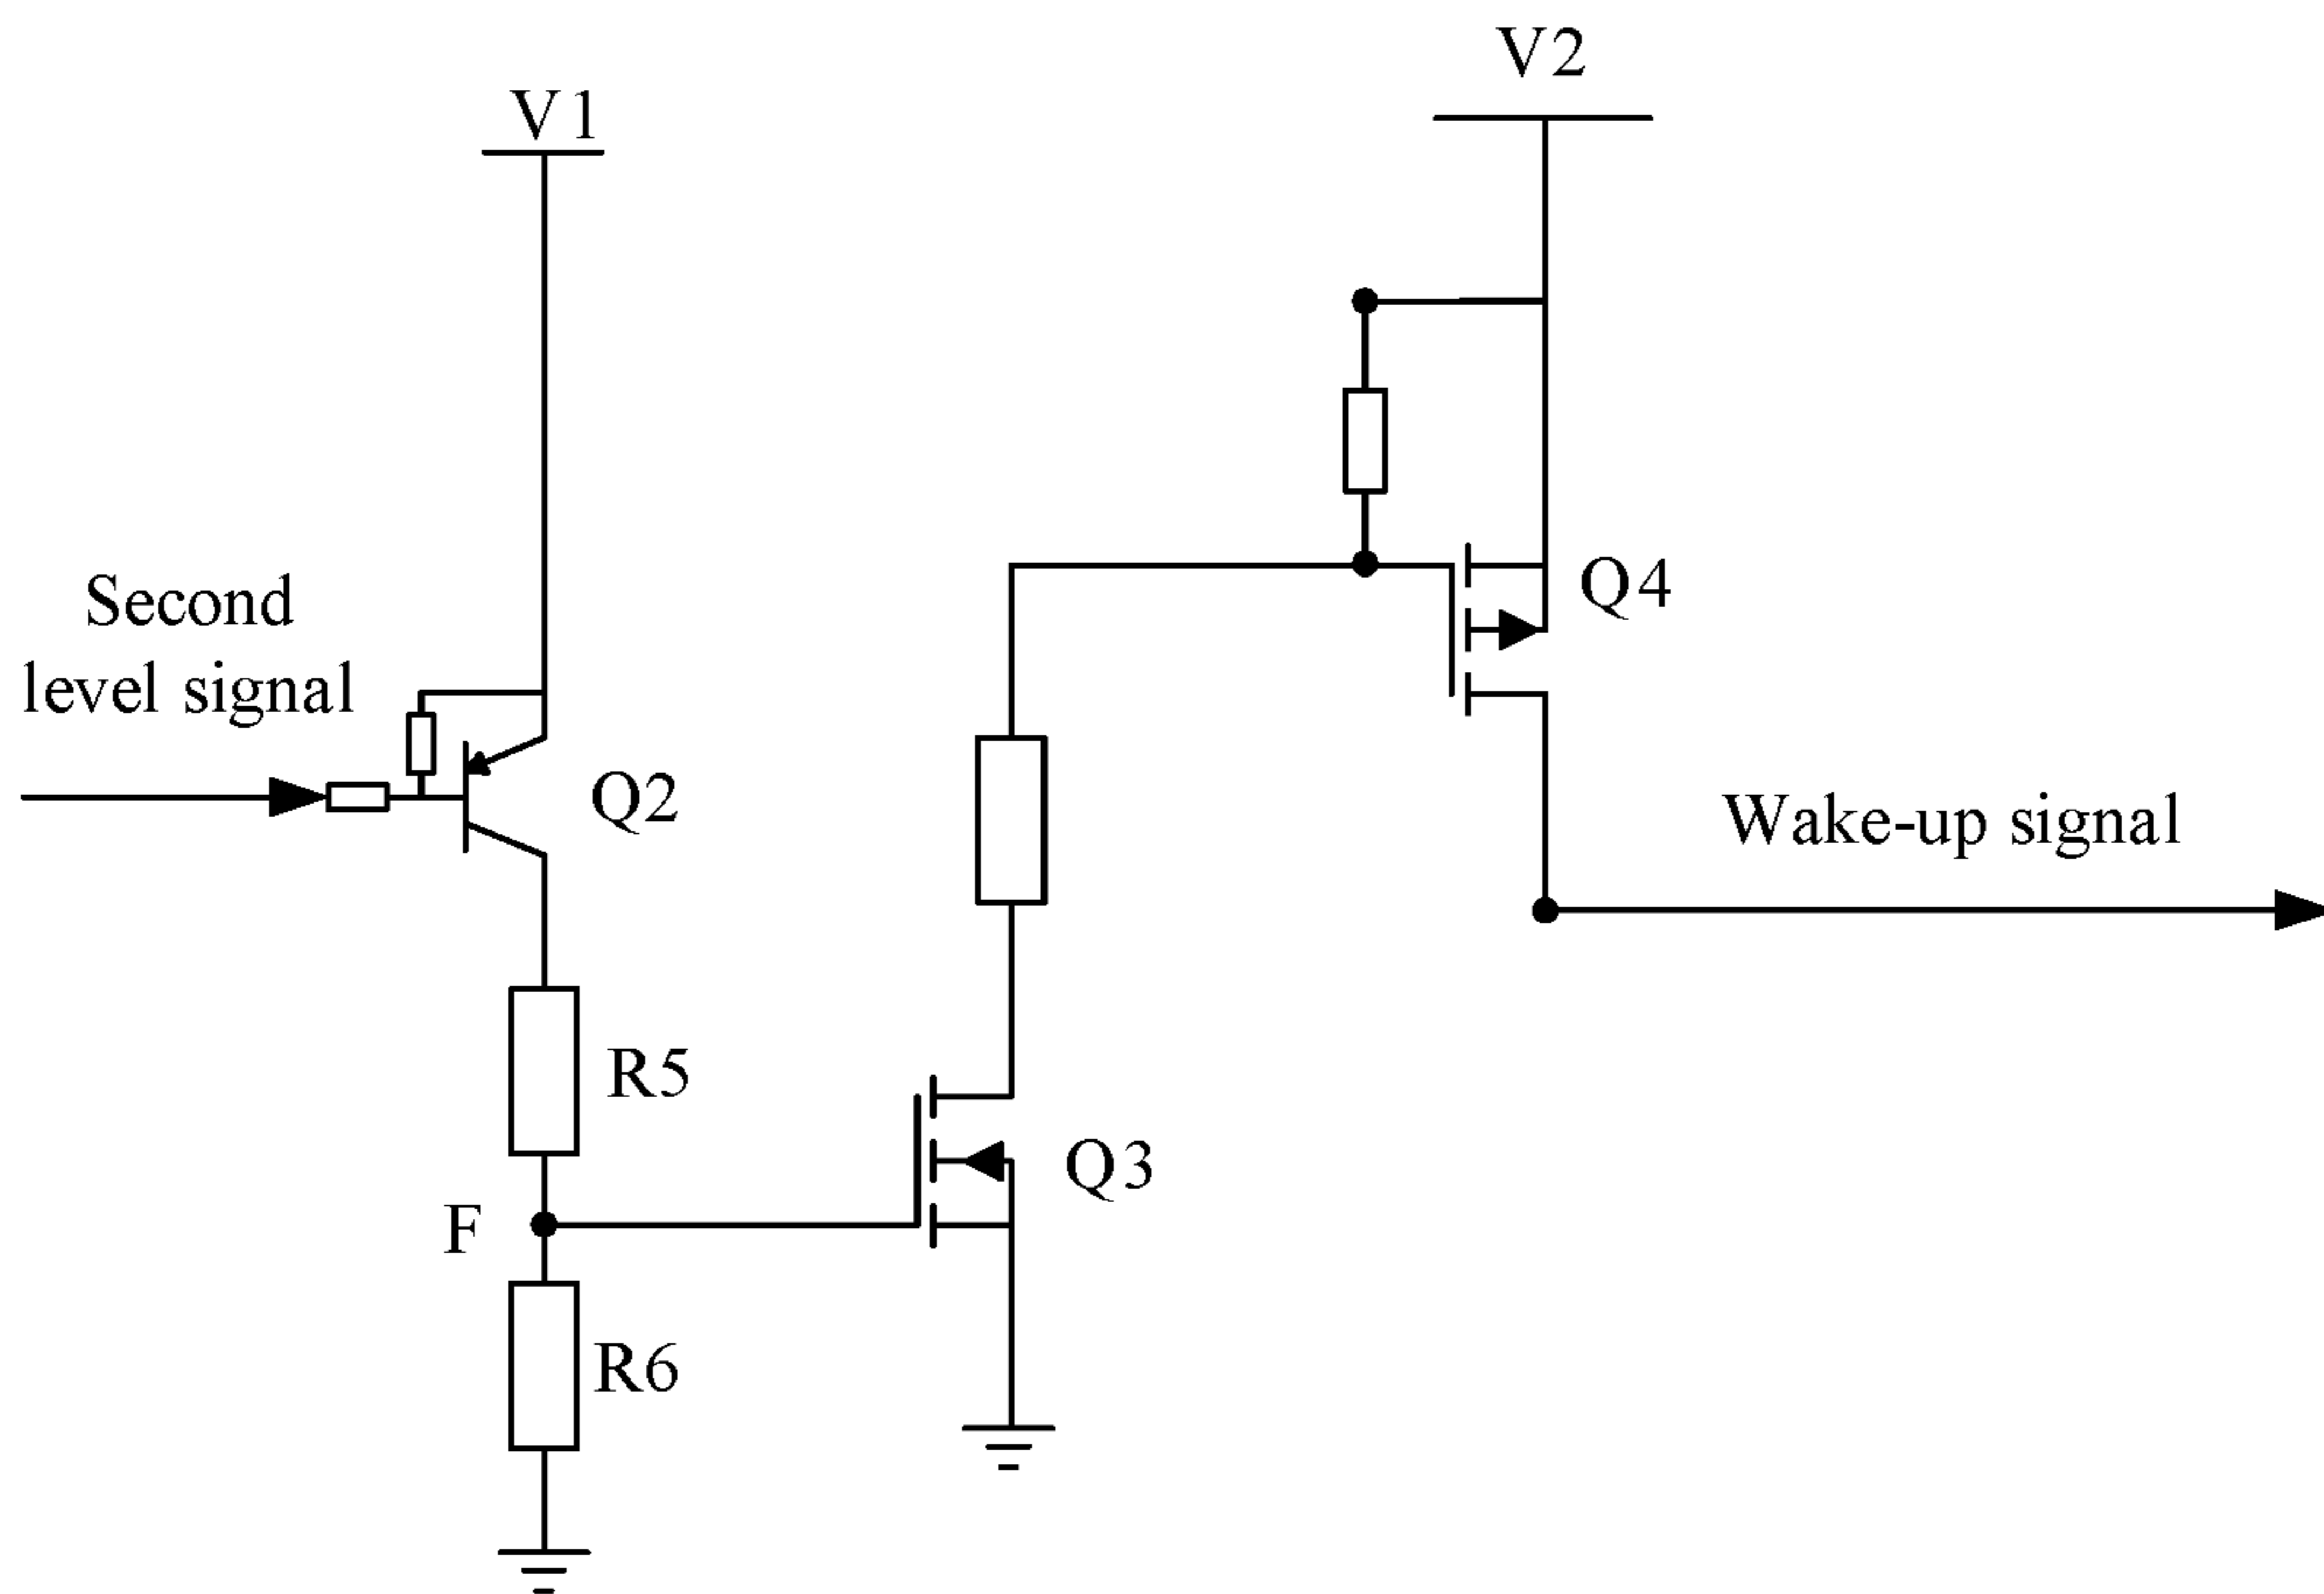 V2
V1
Second
level signal
Q4
Q2
Wake-up signal
R5
Q3
F
R6